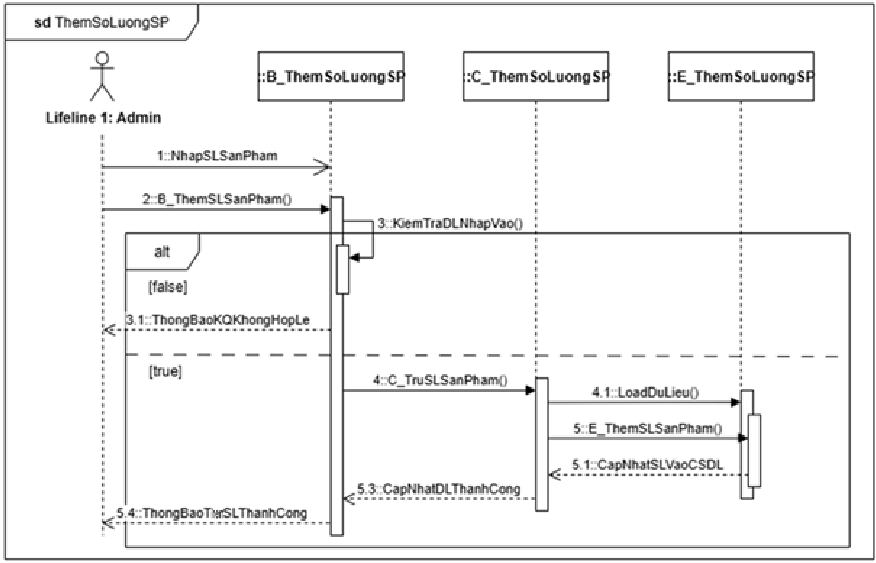 sd ThemSoLuongSP
::B_ThemSoLuongSP
::C_ThemSoLuongSP
::E_ThemSoLuongSP
Lifeline 1: Admin
1::NhapSLSanPham
2::B_ThemSLSanPham()
3::KiemTraDLNhapVao()
alt
[false]
3.1::ThongBaoKQKhongHopLe
[true]
4::C_TruSLSanPham()
4.1::LoadDuLieu()
5::E_ThemSLSanPham()
5.1::CapNhatSLVaoCSDL
5.3::CapNhatDLThanhCong